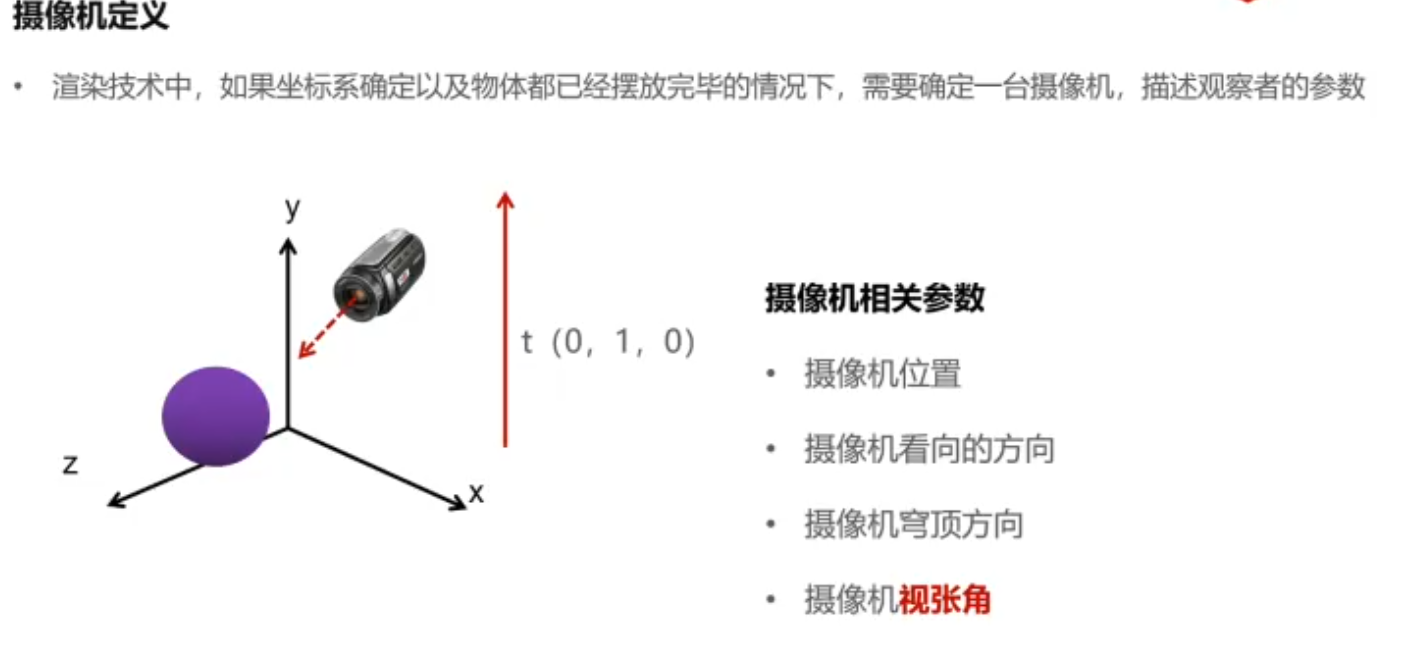 摄像机定义
• 渲染技术中，如果坐标系确定以及物体都已经摆放完毕的情况下，需要确定一台摄像机，描述观察者的参数
y
t（0，1，0）
z
x
摄像机相关参数
• 摄像机位置
• 摄像机看向的方向
• 摄像机穹顶方向
• 摄像机视张角